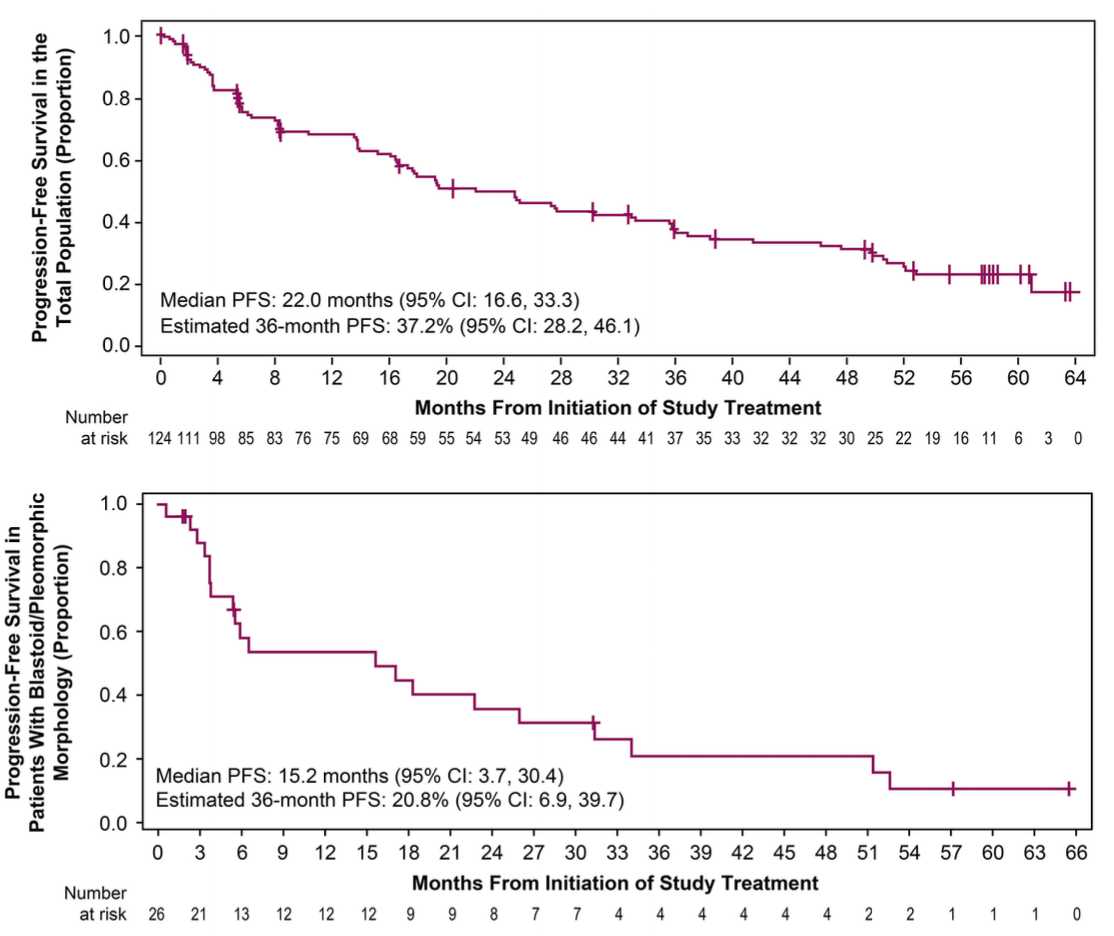 Progression-Free Survival in the
Total Population (Proportion)
1.0
0.8
0.6
0.4
0.2
0.0
Median PFS: 22.0 months (95% CI: 16.6, 33.3)
Estimated 36-month PFS: 37.2% (95% CI: 28.2, 46.1)
0 4 8 12 16 20 24 28 32 36 40 44 48 52 56 60 64
Months From Initiation of Study Treatment
Number
at risk 124 111 98 85 83 76 75 69 68 59 55 54 53 49 46 46 44 41 37 35 33 32 32 32 30 25 22 19 16 11 6 3 0
Progression-Free Survival in
Patients With Blastoid/Pleomorphic
Morphology (Proportion)
1.0
0.8
0.6
0.4
0.2
0.0
Median PFS: 15.2 months (95% CI: 3.7, 30.4)
Estimated 36-month PFS: 20.8% (95% CI: 6.9, 39.7)
0 3 6 9 12 15 18 21 24 27 30 33 36 39 42 45 48 51 54 57 60 63 66
Months From Initiation of Study Treatment
Number
at risk 26 21 13 12 12 12 9 9 8 7 7 4 4 4 4 4 4 2 2 1 1 1 0